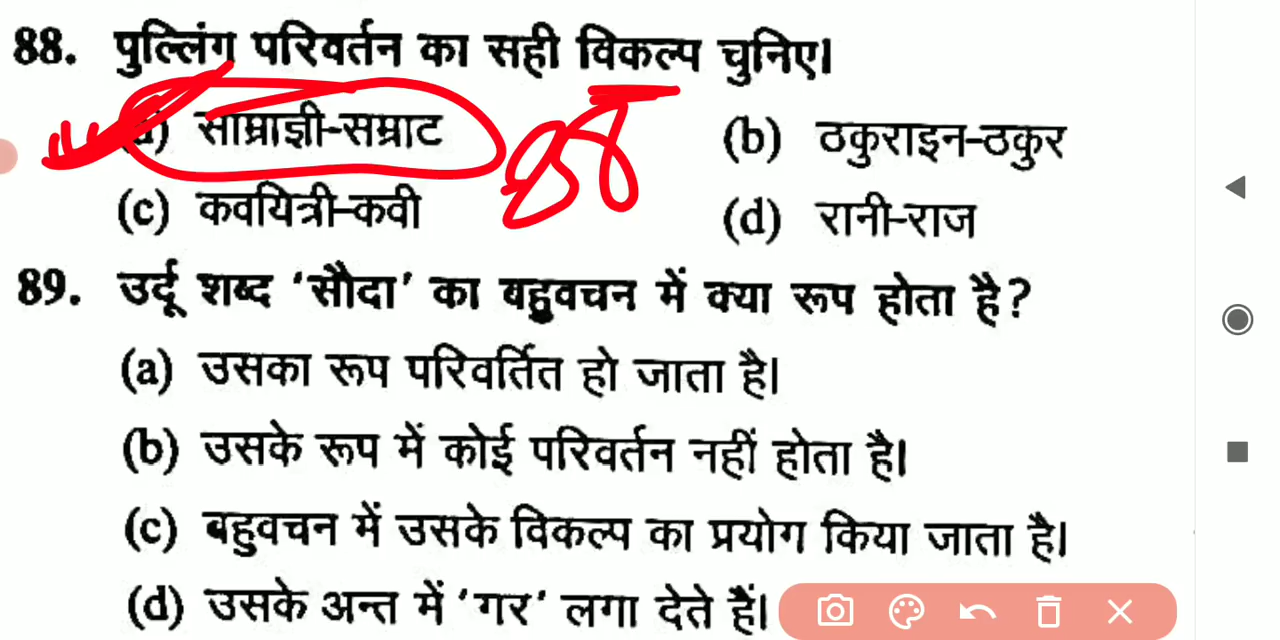 88. पुल्लिंग परिवर्तन का सही विकल्प चुनिए।
(a) साम्राज्ञी-सम्राट (b) ठकुराइन-ठकुर
(c) कवयित्री-कवी (d) रानी-राज
89. उर्दू शब्द 'सौदा' का बहुवचन में क्या रूप होता है?
(a) उसका रूप परिवर्तित हो जाता है।
(b) उसके रूप में कोई परिवर्तन नहीं होता है।
(c) बहुवचन में उसके विकल्प का प्रयोग किया जाता है।
(d) उसके अन्त में 'गर' लगा देते हैं।